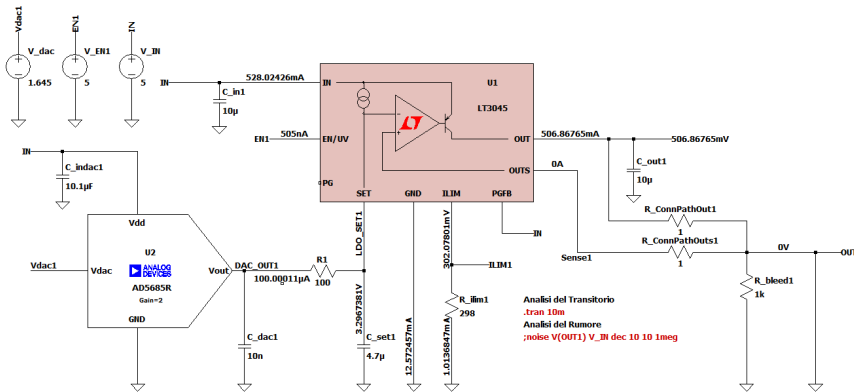 Vdac1
EN1
IN
V_dac
V_EN1
V_IN
1.645
5
5
IN
528.02426mA
C_in1
10µ
IN
U1
LT3045
EN1
505nA
EN/UV
OUT
506.86765mA
506.86765mV
OUTS
0A
C_out1
10µ
PG
SET
GND
ILIM
PGFB
IN
C_indac1
10.1µF
Vdd
U2
Vdac1
Vdac
ANALOG
DEVICES
AD5685R
Gain=2
Vout
GND
DAC_OUT1
100.00011µA
R1
100
LDO_SET1
3.2967381V
C_dac1
10n
C_set1
4.7µ
12.572457mA
302.07801mV
ILIM1
R_ilim1
298
1.0136847mA
IN
R_ConnPathOut1
1
R_ConnPathOuts1
1
Sense1
0V
OUT
R_bleed1
1k
Analisi del Transitorio
.tran 10m
Analisi del Rumore
;noise V(OUT1) V_IN dec 10 10 1meg